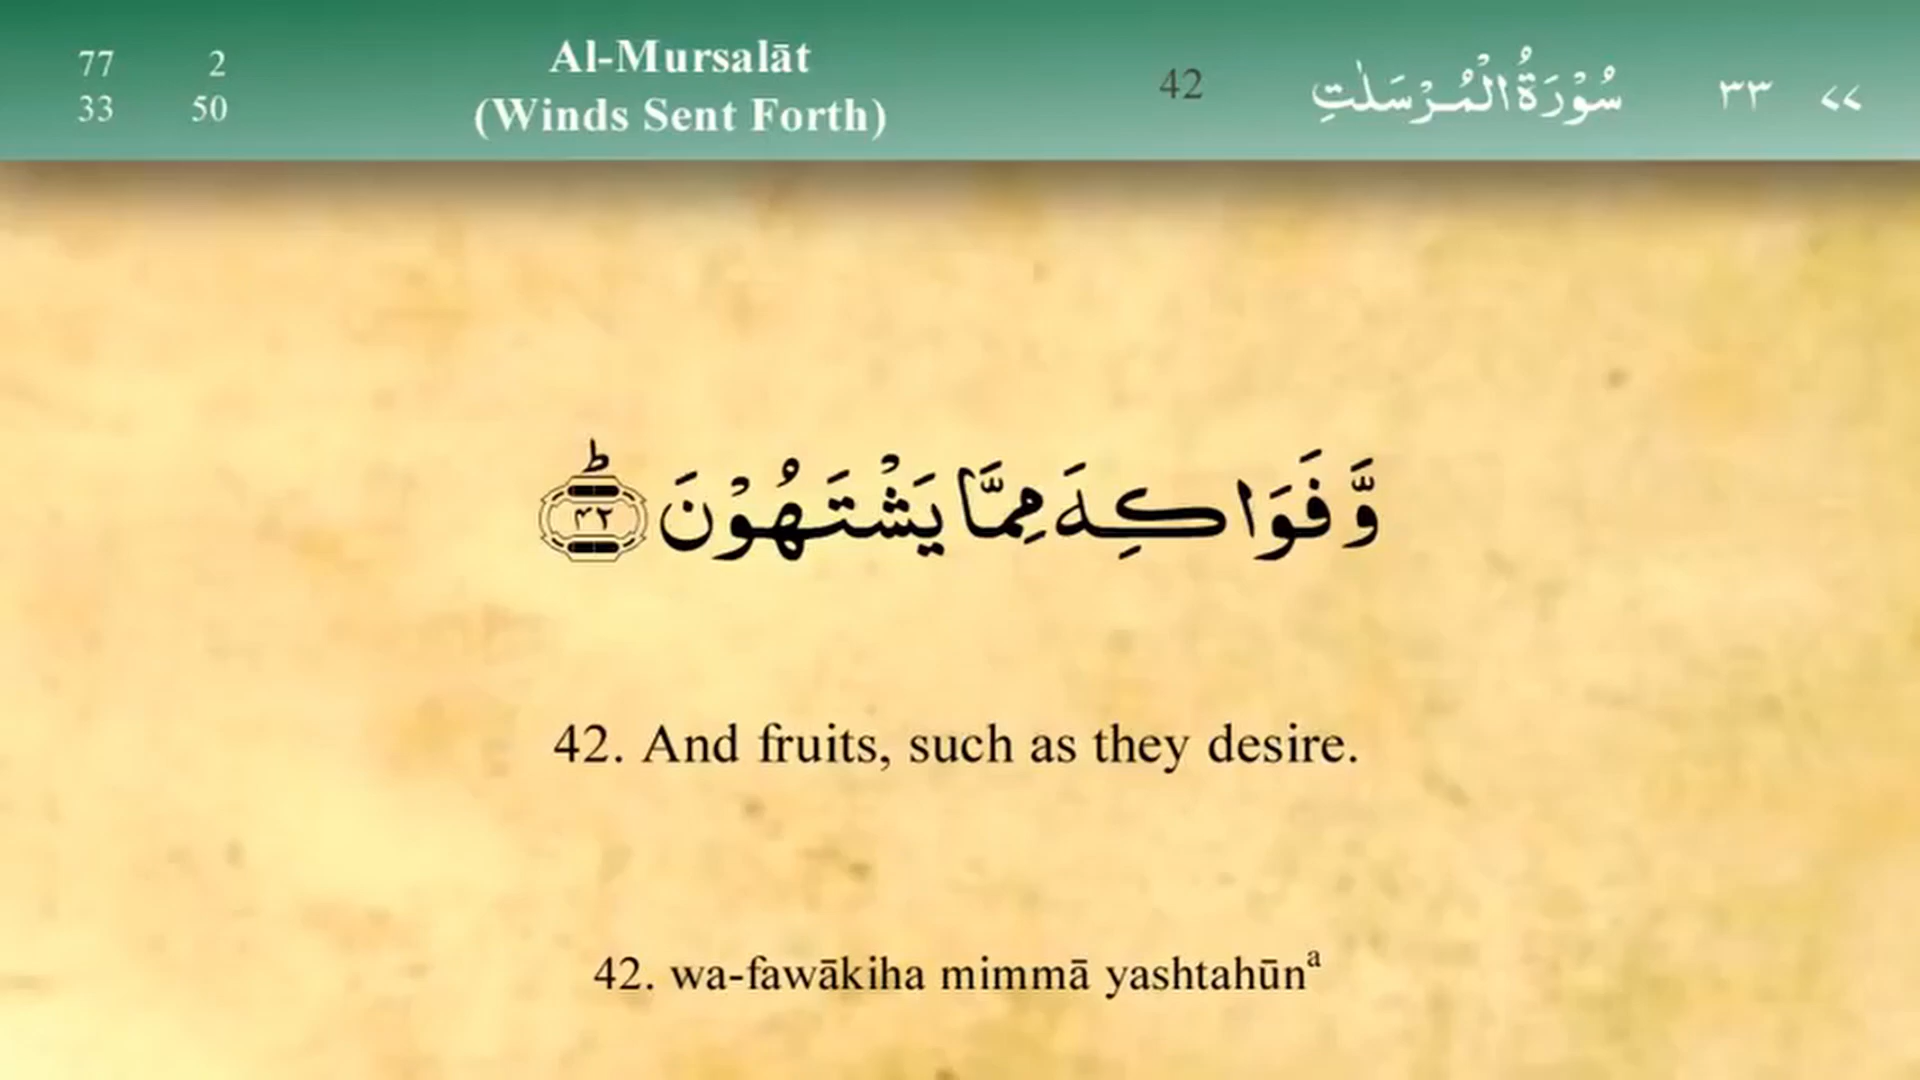 77 2
33 50
Al-Mursalāt
(Winds Sent Forth)
42
سُوْرَةُ الْمُرْسَلٰتِ
٣٣ >>
وَّفَوَاكِهَ مِمَّا يَشْتَهُوْنَ ؕ ۴۲
42. And fruits, such as they desire.
42. wa-fawākiha mimmā yashtahūnᵃ